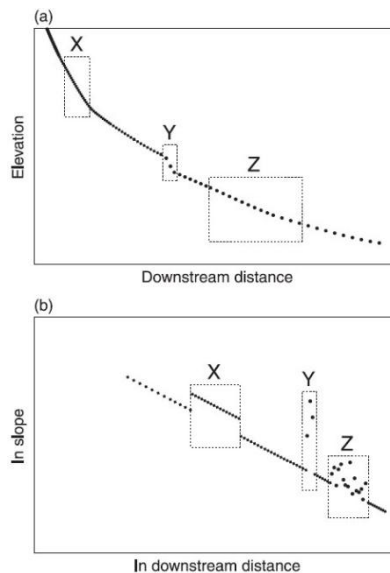 (a)
X
Y
Z
Elevation
Downstream distance
(b)
X
Y
Z
ln slope
ln downstream distance